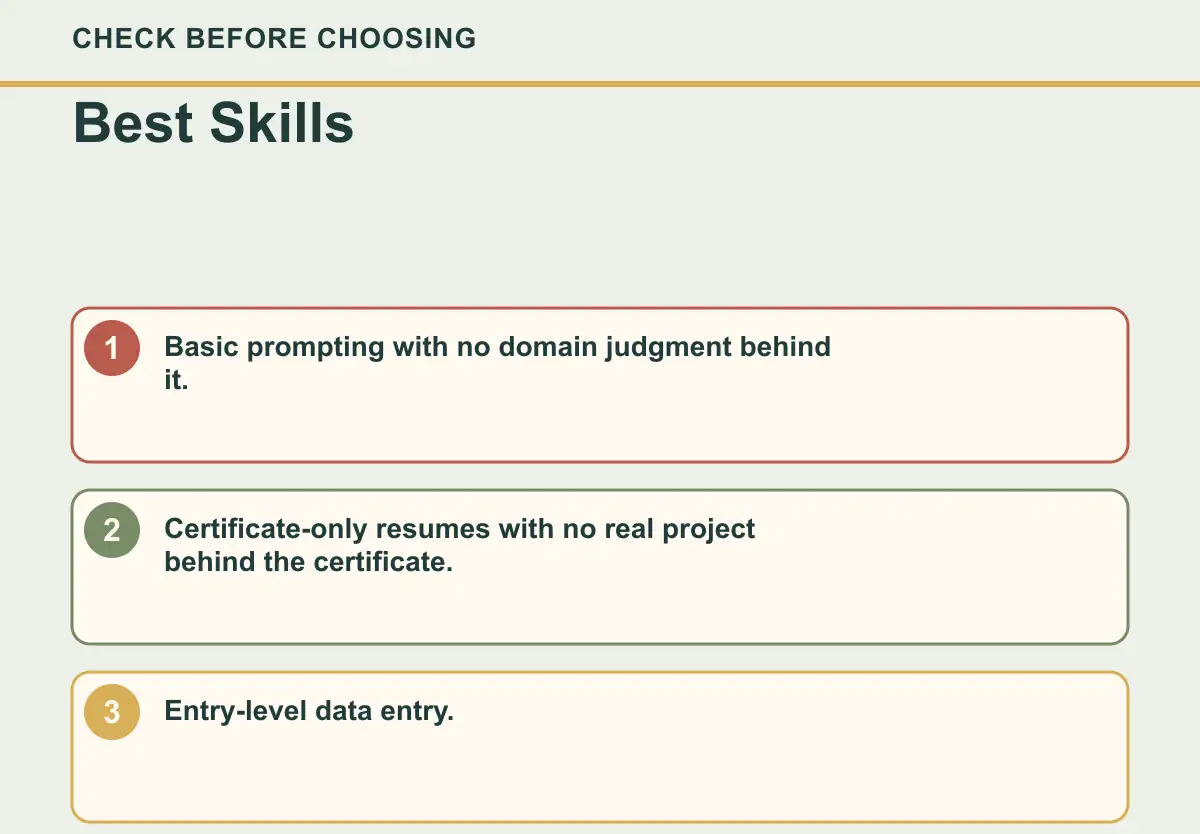 CHECK BEFORE CHOOSING
Best Skills
1
Basic prompting with no domain judgment behind
it.
2
Certificate-only resumes with no real project
behind the certificate.
3
Entry-level data entry.